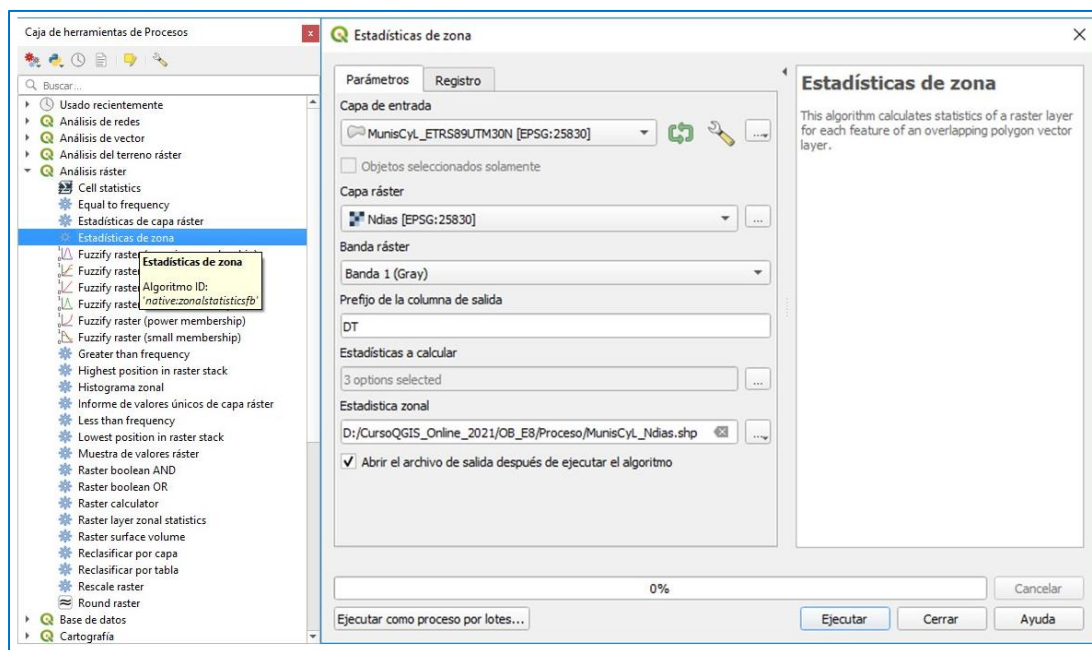 Caja de herramientas de Procesos
Buscar...
Usado recientemente
Análisis de redes
Análisis de vector
Análisis del terreno ráster
Análisis ráster
Cell statistics
Equal to frequency
Estadísticas de capa ráster
Estadísticas de zona
Fuzzify raster
Estadísticas de zona
Fuzzify raster
Algoritmo ID:
Fuzzify raster
'native:zonalstatisticsfb'
Fuzzify raster
Fuzzify raster (power membership)
Fuzzify raster (small membership)
Greater than frequency
Highest position in raster stack
Histograma zonal
Informe de valores únicos de capa ráster
Less than frequency
Lowest position in raster stack
Muestra de valores ráster
Raster boolean AND
Raster boolean OR
Raster calculator
Raster layer zonal statistics
Raster surface volume
Reclasificar por capa
Reclasificar por tabla
Rescale raster
Round raster
Base de datos
Cartografía
Estadísticas de zona
Parámetros Registro
Capa de entrada
MunisCyL_ETRS89UTM30N [EPSG:25830]
Objetos seleccionados solamente
Capa ráster
Ndias [EPSG:25830]
Banda ráster
Banda 1 (Gray)
Prefijo de la columna de salida
DT
Estadísticas a calcular
3 options selected
Estadistica zonal
D:/CursoQGIS_Online_2021/OB_E8/Proceso/MunisCyL_Ndias.shp
Abrir el archivo de salida después de ejecutar el algoritmo
Estadísticas de zona
This algorithm calculates statistics of a raster layer
for each feature of an overlapping polygon vector
layer.
0%
Cancelar
Ejecutar como proceso por lotes...
Ejecutar Cerrar Ayuda